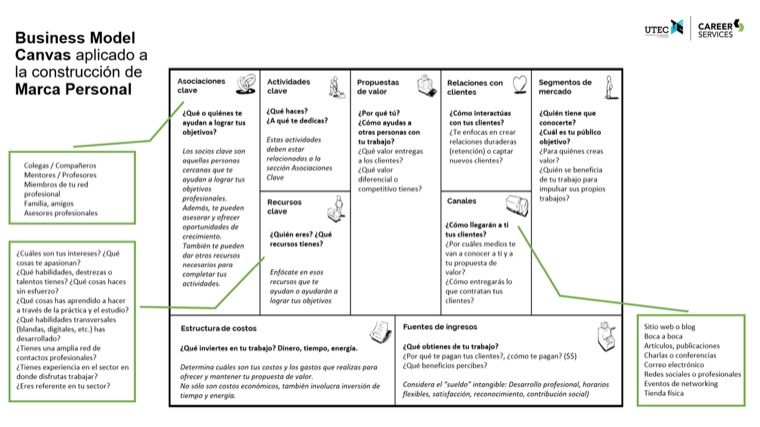 Business Model
Canvas aplicado a
la construcción de
Marca Personal
UTEC
CAREER
SERVICES
Asociaciones
clave
¿Qué o quiénes te
ayudan a lograr tus
objetivos?
Los socios clave son
aquellas personas
cercanas que te
ayudan a lograr tus
objetivos
profesionales.
Además, te pueden
asesorar y ofrecer
oportunidades de
crecimiento.
También te pueden
dar otros recursos
necesarios para
completar tus
actividades.
Actividades
clave
¿Qué haces?
¿A qué te dedicas?
Estas actividades
deben estar
relacionadas a la
sección Asociaciones
Clave
Recursos
clave
¿Quién eres? ¿Qué
recursos tienes?
Enfócate en esos
recursos que te
ayudan o ayudarán a
lograr tus objetivos
Propuestas
de valor
¿Por qué tú?
¿Cómo ayudas a
otras personas con
tu trabajo?
¿Qué valor entregas
a los clientes?
¿Qué valor
diferencial o
competitivo tienes?
Relaciones con
clientes
¿Cómo interactúas
con tus clientes?
¿Te enfocas en crear
relaciones duraderas
(retención) o captar
nuevos clientes?
Canales
¿Cómo llegarán a ti
tus clientes?
¿Por cuáles medios te
van a conocer a ti y a
tu propuesta de
valor?
¿Cómo entregarás lo
que contratan tus
clientes?
Segmentos de
mercado
¿Quién tiene que
conocerte?
¿Cuál es tu público
objetivo?
¿Para quiénes creas
valor?
¿Quién se beneficia
de tu trabajo para
impulsar sus propios
trabajos?
Estructura de costos
¿Qué inviertes en tu trabajo? Dinero, tiempo, energía.
Determina cuáles son tus costos y los gastos que realizas para
ofrecer y mantener tu propuesta de valor.
No sólo son costos económicos, también involucra inversión de
tiempo y energía.
Fuentes de ingresos
¿Qué obtienes de tu trabajo?
¿Por qué te pagan tus clientes?, ¿cómo te pagan? ($$)
¿Qué beneficios percibes?
Considera el "sueldo" intangible: Desarrollo profesional, horarios
flexibles, satisfacción, reconocimiento, contribución social)
Colegas / Compañeros
Mentores / Profesores
Miembros de tu red
profesional
Familia, amigos
Asesores profesionales
¿Cuáles son tus intereses? ¿Qué
cosas te apasionan?
¿Qué habilidades, destrezas o
talentos tienes? ¿Qué cosas haces
sin esfuerzo?
¿Qué cosas has aprendido a hacer
a través de la práctica y el estudio?
¿Qué habilidades transversales
(blandas, digitales, etc.) has
desarrollado?
¿Tienes una amplia red de
contactos profesionales?
¿Tienes experiencia en el sector en
donde disfrutas trabajar?
¿Eres referente en tu sector?
Sitio web o blog
Boca a boca
Artículos, publicaciones
Charlas o conferencias
Correo electrónico
Redes sociales o profesionales
Eventos de networking
Tienda física